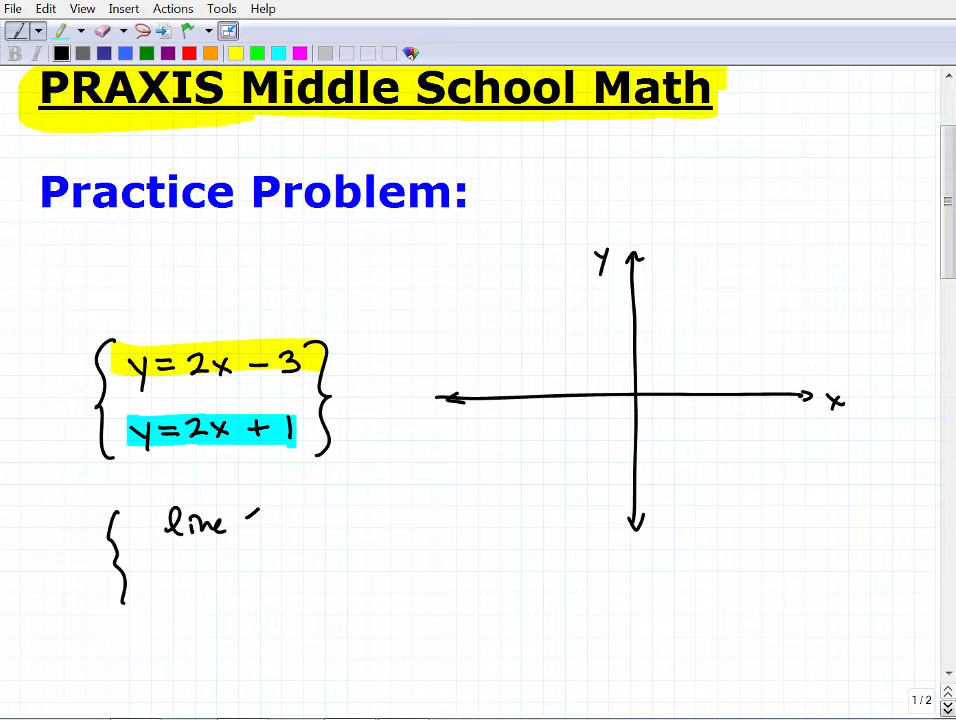 File Edit View Insert Actions Tools Help
B I
PRAXIS Middle School Math
Practice Problem:
y
x
y = 2x - 3
y = 2x + 1
line
1 / 2